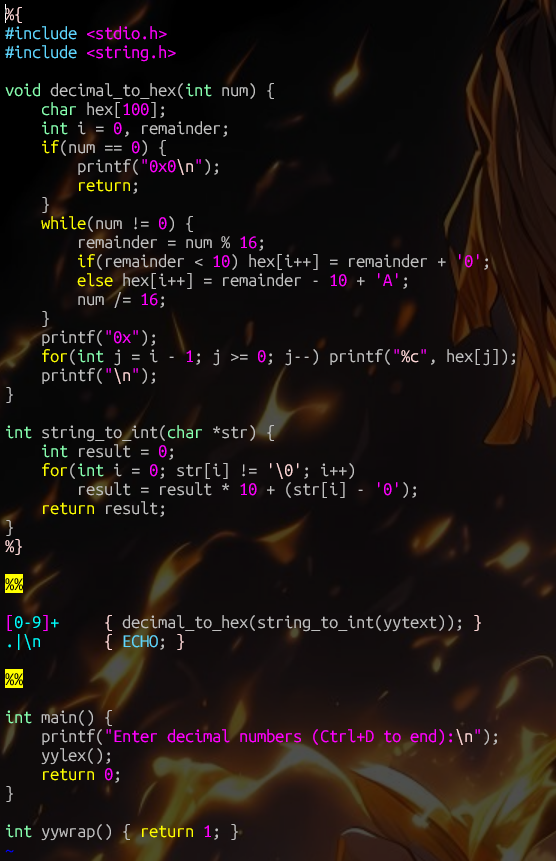 %{
#include <stdio.h>
#include <string.h>

void decimal_to_hex(int num) {
    char hex[100];
    int i = 0, remainder;
    if(num == 0) {
        printf("0x0\n");
        return;
    }
    while(num != 0) {
        remainder = num % 16;
        if(remainder < 10) hex[i++] = remainder + '0';
        else hex[i++] = remainder - 10 + 'A';
        num /= 16;
    }
    printf("0x");
    for(int j = i - 1; j >= 0; j--) printf("%c", hex[j]);
    printf("\n");
}

int string_to_int(char *str) {
    int result = 0;
    for(int i = 0; str[i] != '\0'; i++)
        result = result * 10 + (str[i] - '0');
    return result;
}
%}

%%

[0-9]+     { decimal_to_hex(string_to_int(yytext)); }
.|\n       { ECHO; }

%%

int main() {
    printf("Enter decimal numbers (Ctrl+D to end):\n");
    yylex();
    return 0;
}

int yywrap() { return 1; }
~